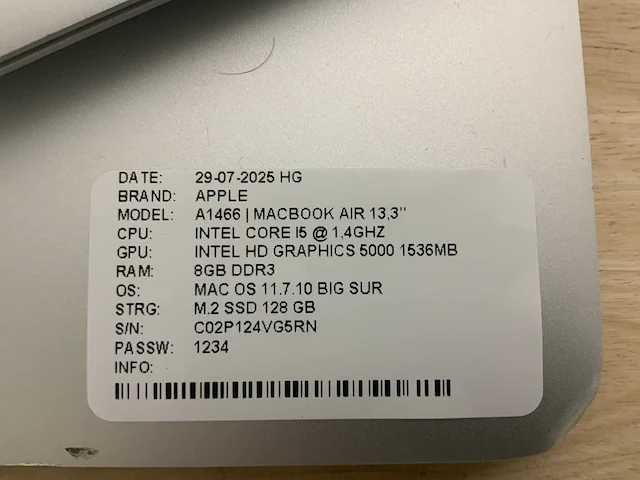 DATE: 29-07-2025 HG
BRAND: APPLE
MODEL: A1466 | MACBOOK AIR 13,3"
CPU: INTEL CORE I5 @ 1,4GHZ
GPU: INTEL HD GRAPHICS 5000 1536MB
RAM: 8GB DDR3
OS: MAC OS 11.7.10 BIG SUR
STRG: M.2 SSD 128 GB
S/N: C02P124VG5RN
PASSW: 1234
INFO: